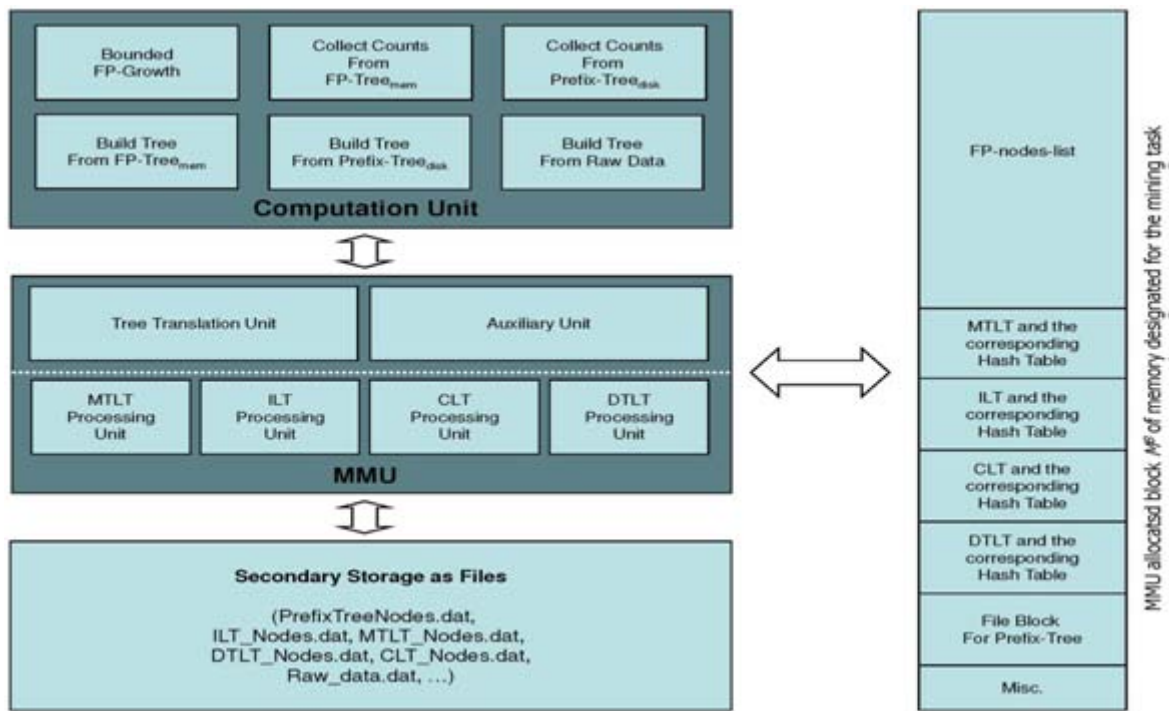 Bounded
FP-Growth
Collect Counts
From
FP-Tree_mem
Collect Counts
From
Prefix-Tree_disk
Build Tree
From FP-Tree_mem
Build Tree
From Prefix-Tree_disk
Build Tree
From Raw Data
Computation Unit
Tree Translation Unit
Auxiliary Unit
MTLT
Processing
Unit
ILT
Processing
Unit
CLT
Processing
Unit
DTLT
Processing
Unit
MMU
Secondary Storage as Files
(PrefixTreeNodes.dat,
ILT_Nodes.dat, MTLT_Nodes.dat,
DTLT_Nodes.dat, CLT_Nodes.dat,
Raw_data.dat, ...)
FP-nodes-list
MTLT and the
corresponding
Hash Table
ILT and the
corresponding
Hash Table
CLT and the
corresponding
Hash Table
DTLT and the
corresponding
Hash Table
File Block
For Prefix-Tree
Misc.
MMU allocatsd block of memory designated for the mining task